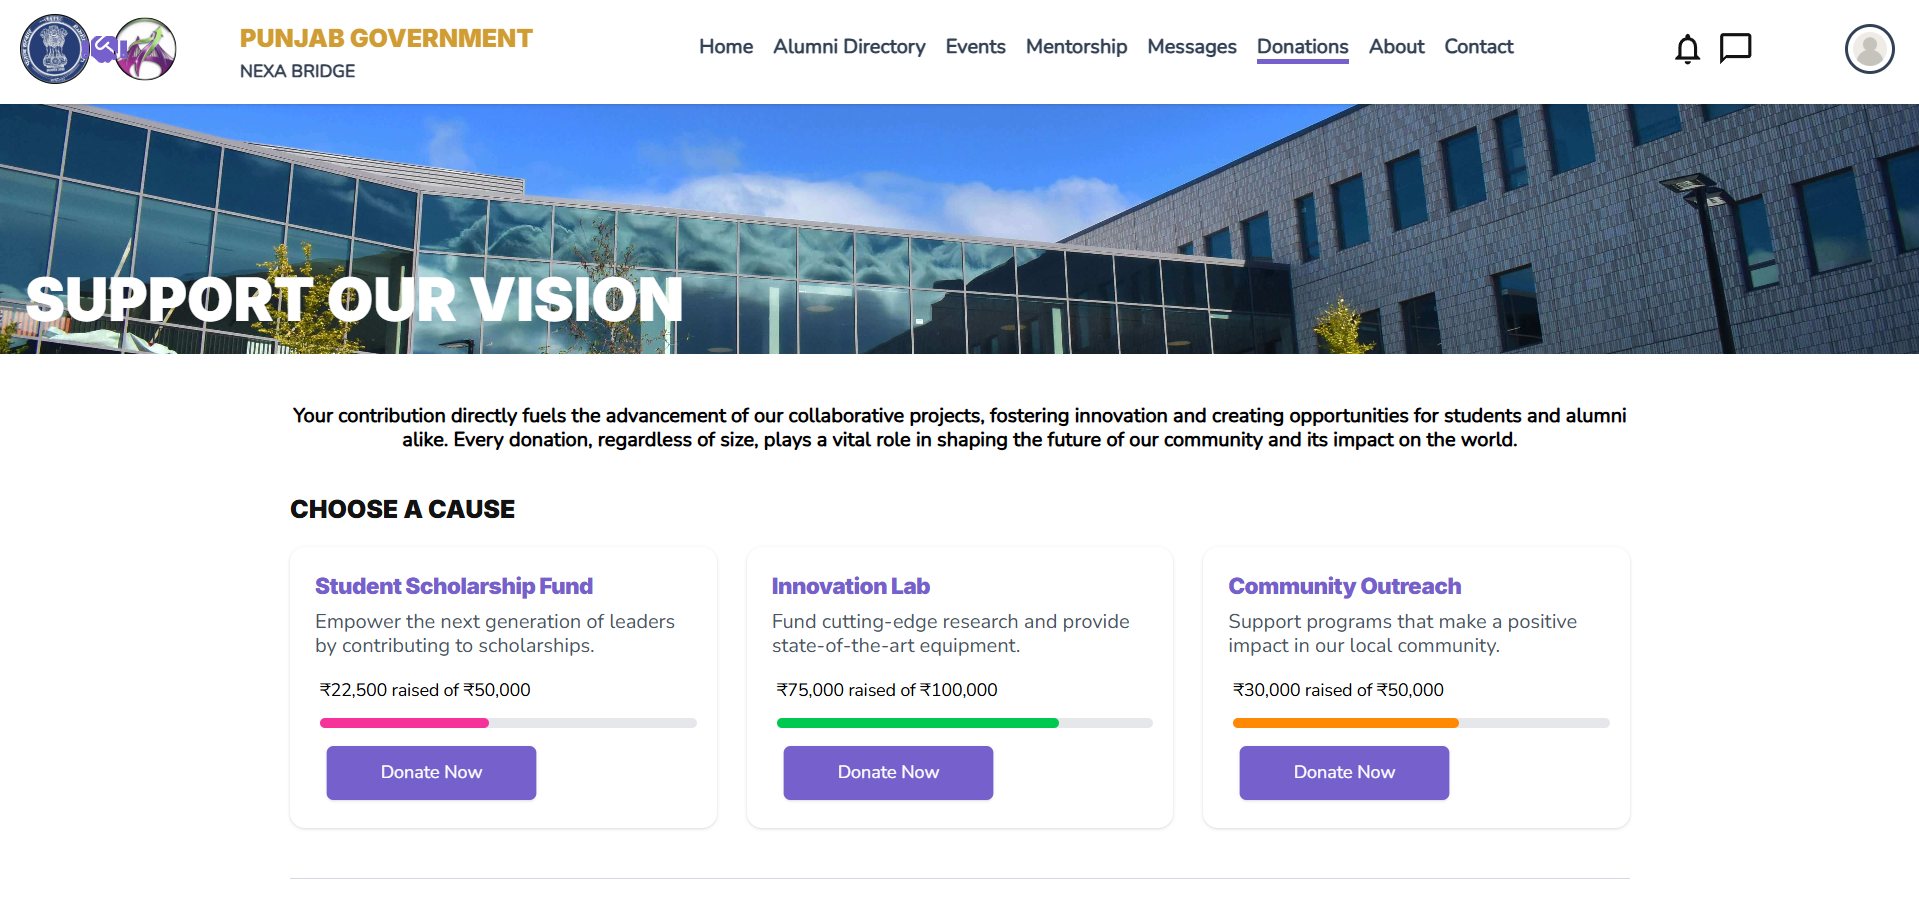 PUNJAB GOVERNMENT
NEXA BRIDGE
Home Alumni Directory Events Mentorship Messages Donations About Contact
SUPPORT OUR VISION
Your contribution directly fuels the advancement of our collaborative projects, fostering innovation and creating opportunities for students and alumni
alike. Every donation, regardless of size, plays a vital role in shaping the future of our community and its impact on the world.
CHOOSE A CAUSE
Student Scholarship Fund
Empower the next generation of leaders
by contributing to scholarships.
₹22,500 raised of ₹50,000
Donate Now
Innovation Lab
Fund cutting-edge research and provide
state-of-the-art equipment.
₹75,000 raised of ₹100,000
Donate Now
Community Outreach
Support programs that make a positive
impact in our local community.
₹30,000 raised of ₹50,000
Donate Now